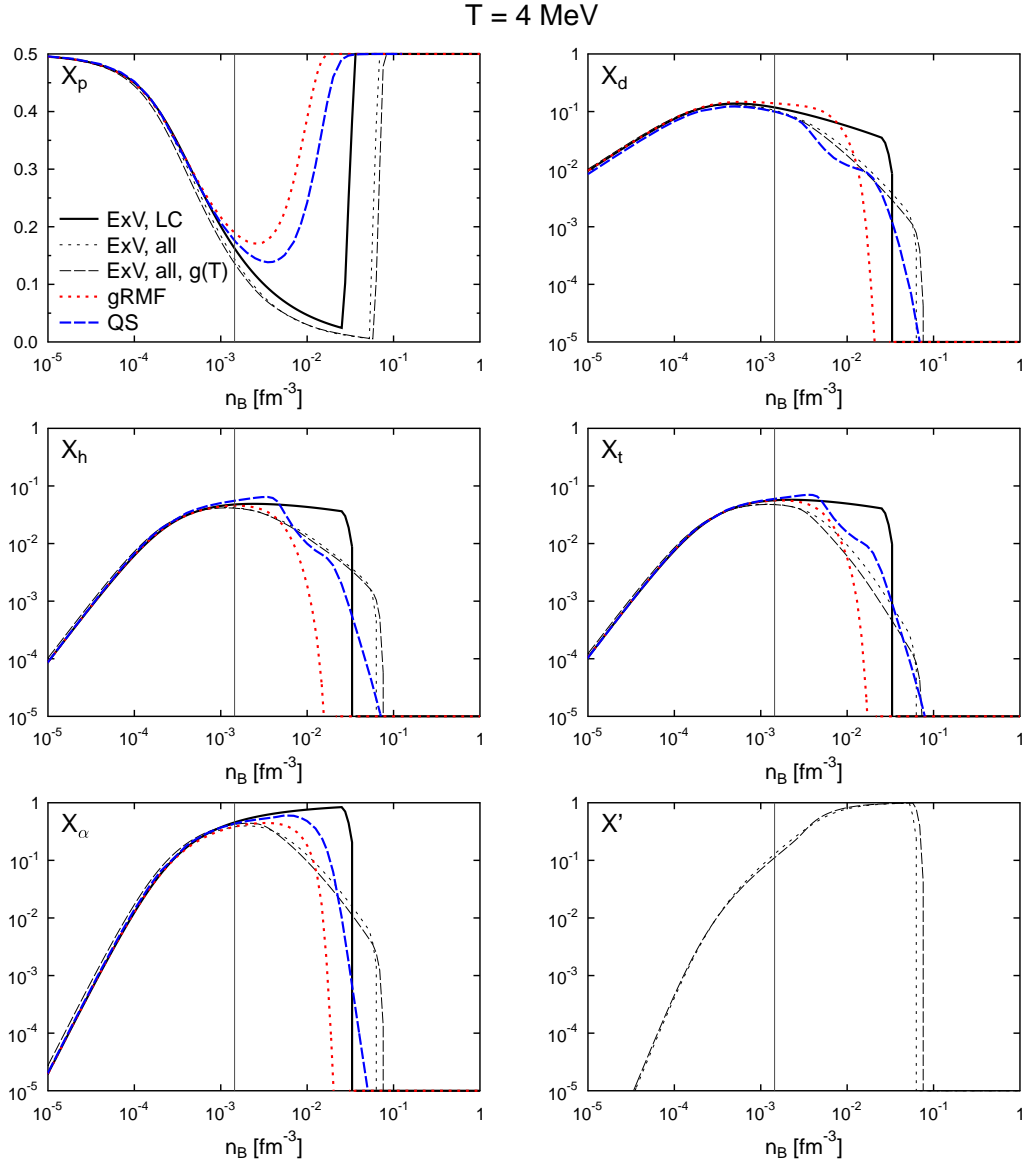 T = 4 MeV
X_p
0.5
0.4
0.3
0.2
0.1
0.0
ExV, LC
ExV, all
ExV, all, g(T)
gRMF
QS
10^-5 10^-4 10^-3 10^-2 10^-1 1
n_B [fm^-3]
X_d
1
10^-1
10^-2
10^-3
10^-4
10^-5
10^-5 10^-4 10^-3 10^-2 10^-1 1
n_B [fm^-3]
X_h
1
10^-1
10^-2
10^-3
10^-4
10^-5
10^-5 10^-4 10^-3 10^-2 10^-1 1
n_B [fm^-3]
X_t
1
10^-1
10^-2
10^-3
10^-4
10^-5
10^-5 10^-4 10^-3 10^-2 10^-1 1
n_B [fm^-3]
X_α
1
10^-1
10^-2
10^-3
10^-4
10^-5
10^-5 10^-4 10^-3 10^-2 10^-1 1
n_B [fm^-3]
X'
1
10^-1
10^-2
10^-3
10^-4
10^-5
10^-5 10^-4 10^-3 10^-2 10^-1 1
n_B [fm^-3]